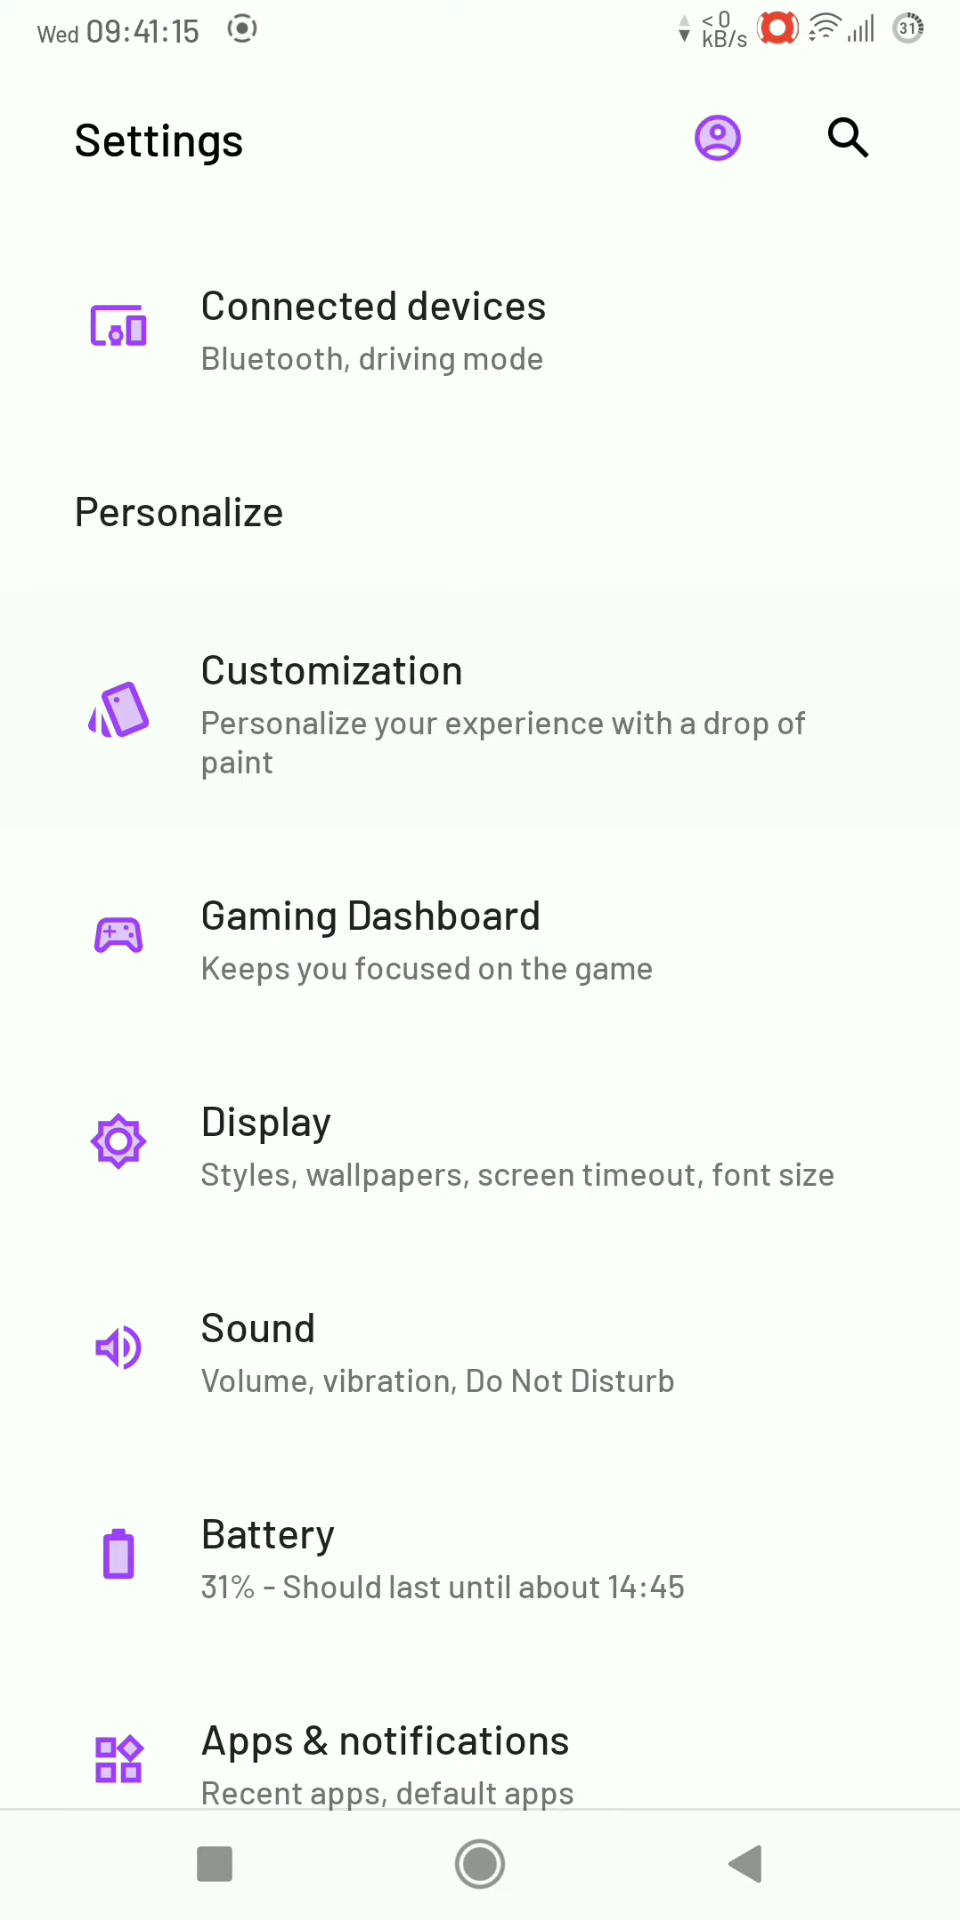 Wed 09:41:15
< 0
kB/s
31
Settings
Connected devices
Bluetooth, driving mode
Personalize
Customization
Personalize your experience with a drop of
paint
Gaming Dashboard
Keeps you focused on the game
Display
Styles, wallpapers, screen timeout, font size
Sound
Volume, vibration, Do Not Disturb
Battery
31% - Should last until about 14:45
Apps & notifications
Recent apps, default apps